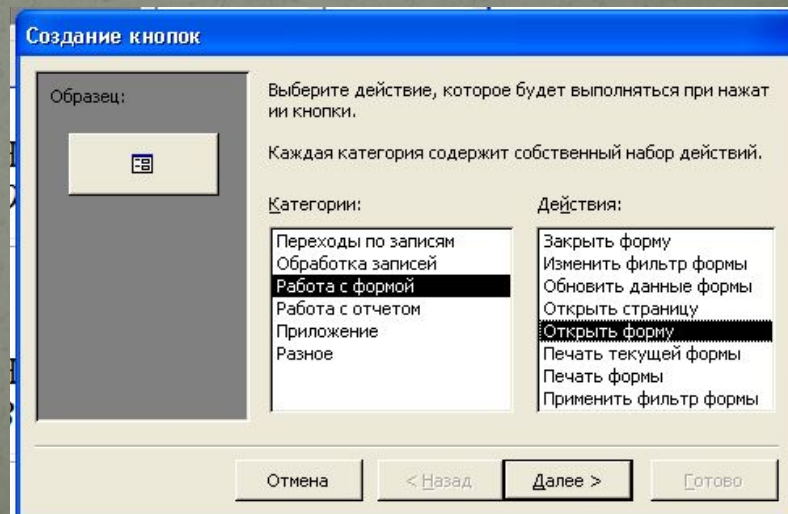 Создание кнопок
Образец:
Выберите действие, которое будет выполняться при нажат
ии кнопки.
Каждая категория содержит собственный набор действий.
Категории:
Переходы по записям
Обработка записей
Работа с формой
Работа с отчетом
Приложение
Разное
Действия:
Закрыть форму
Изменить фильтр формы
Обновить данные формы
Открыть страницу
Открыть форму
Печать текущей формы
Печать формы
Применить фильтр формы
Отмена
< Назад
Далее >
Готово